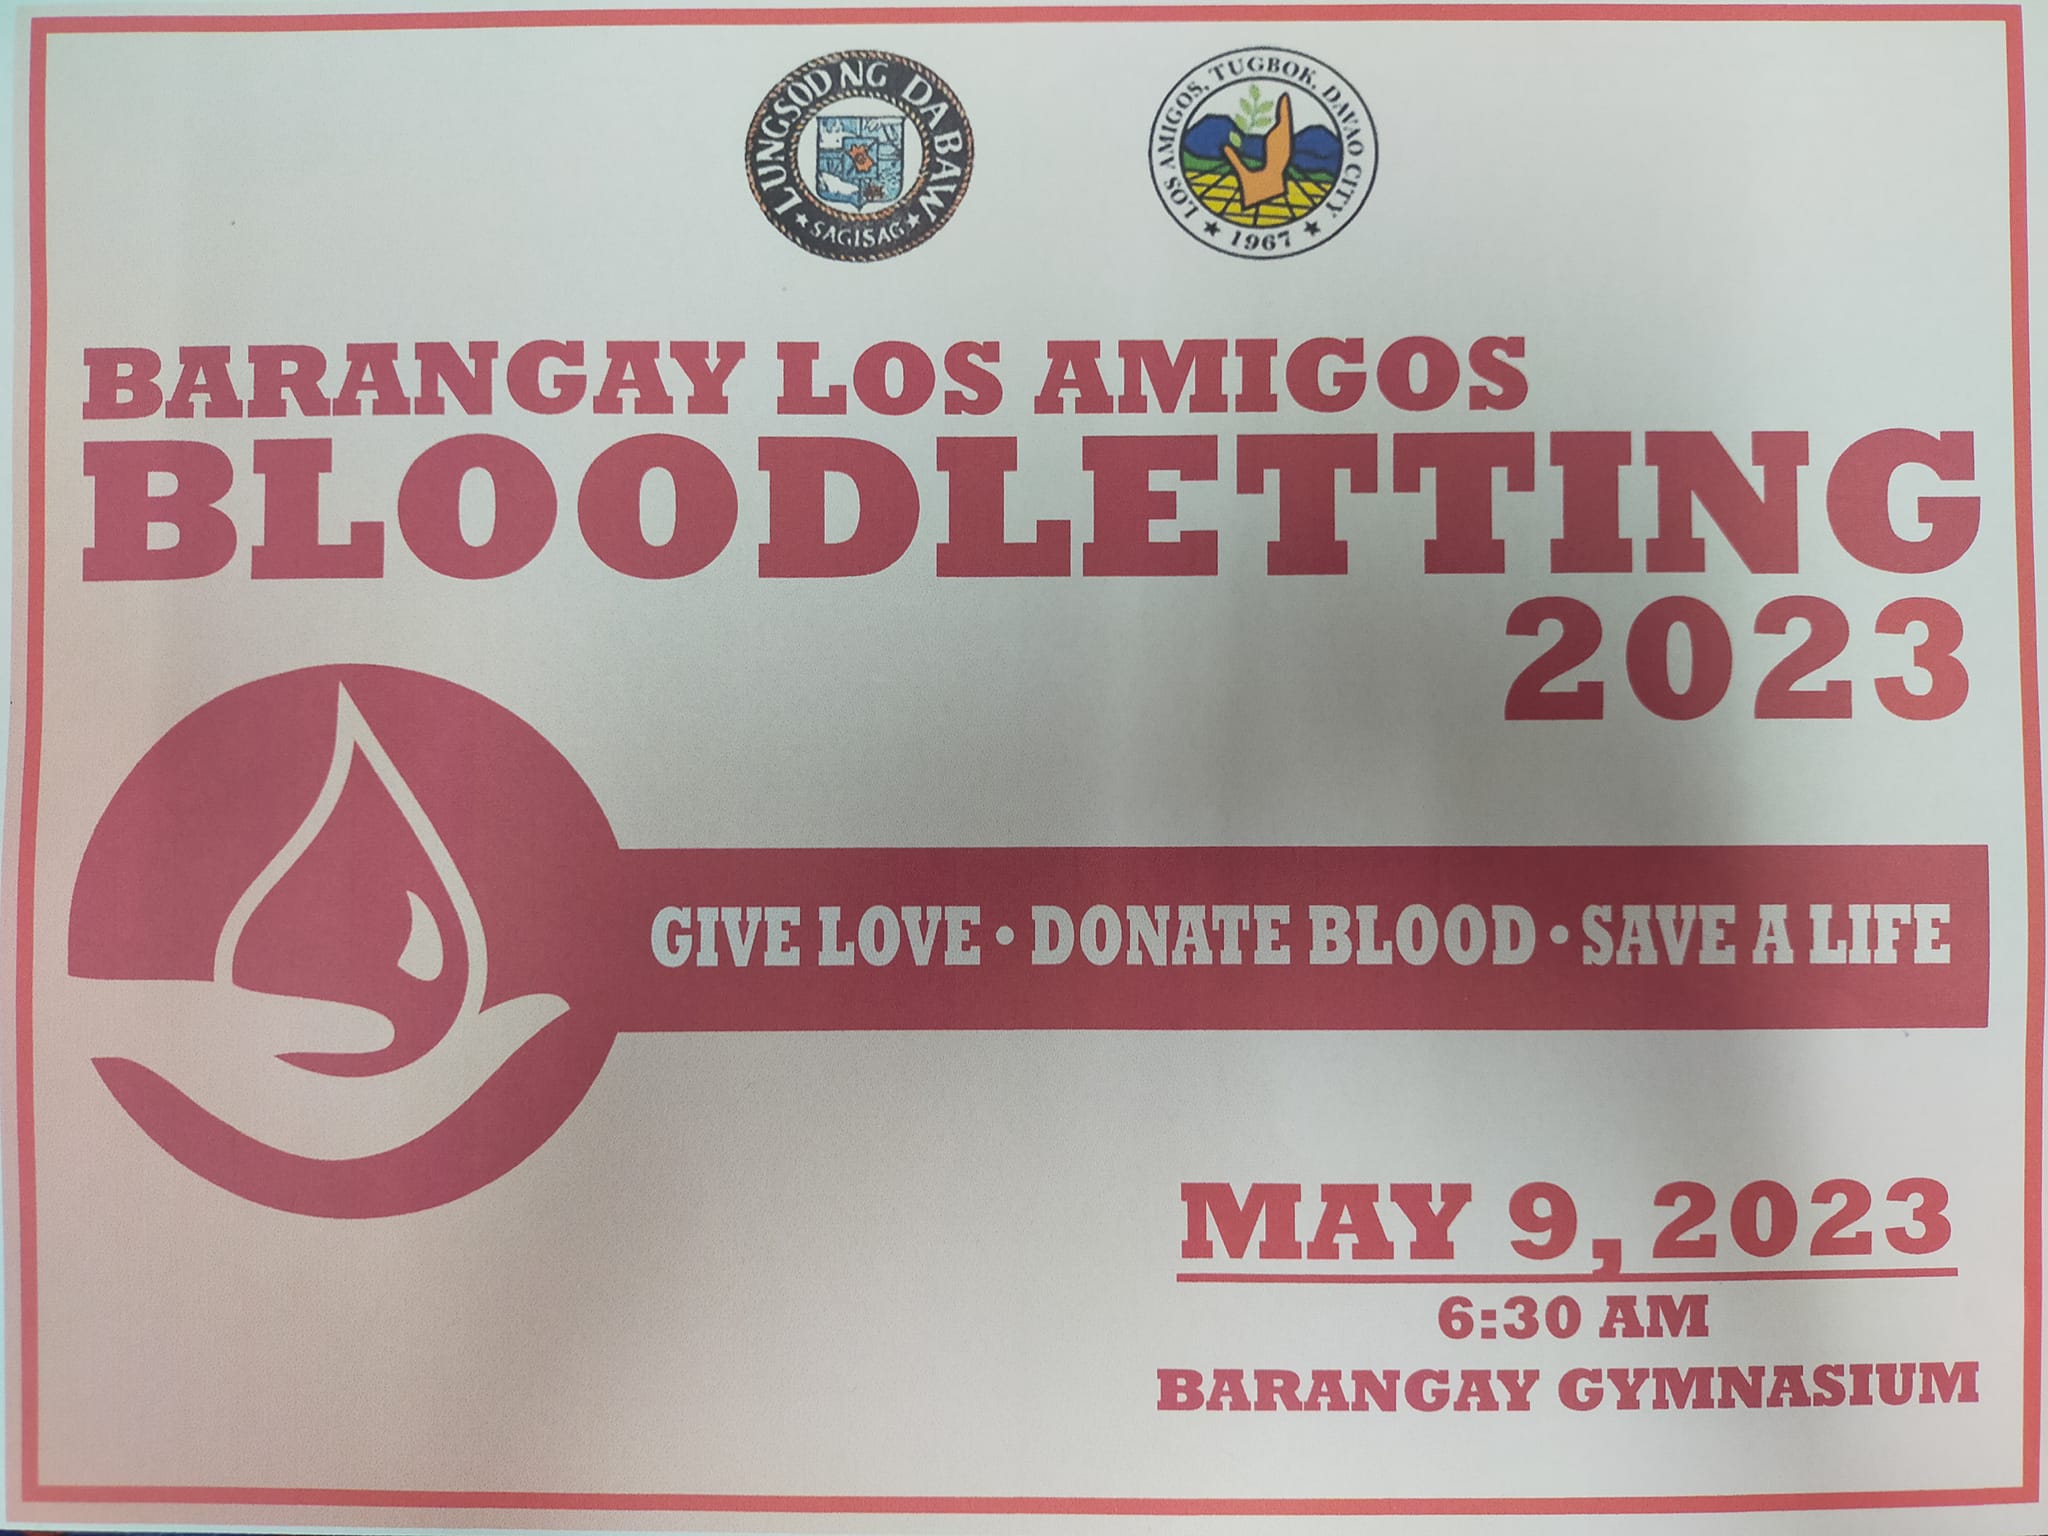 LUNGSOD NG DABAW
SAGISAG
LOS AMIGOS, TUGBOK, DAVAO CITY
1967
BARANGAY LOS AMIGOS
BLOODLETTING
2023
GIVE LOVE • DONATE BLOOD • SAVE A LIFE
MAY 9, 2023
6:30 AM
BARANGAY GYMNASIUM